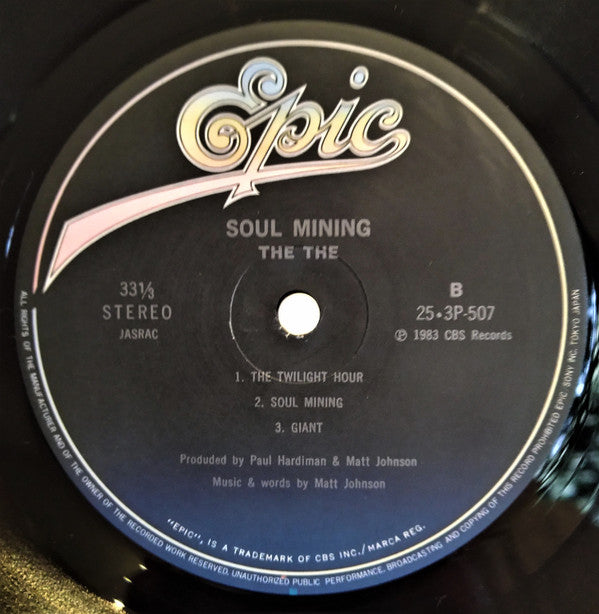 Epic
SOUL MINING
THE THE
33⅓
STEREO
JASRAC
B
25•3P-507
Ⓟ 1983 CBS Records
1. THE TWILIGHT HOUR
2. SOUL MINING
3. GIANT
Produded by Paul Hardiman & Matt Johnson
Music & words by Matt Johnson
"EPIC", IS A TRADEMARK OF CBS INC./MARCA REG.
ALL RIGHTS OF THE MANUFACTURER AND OF THE OWNER OF THE RECORDED WORK RESERVED, UNAUTHORIZED PUBLIC PERFORMANCE, BROADCASTING AND COPYING OF THIS RECORD PROHIBITED EPIC. SONY INC. TOKYO JAPAN